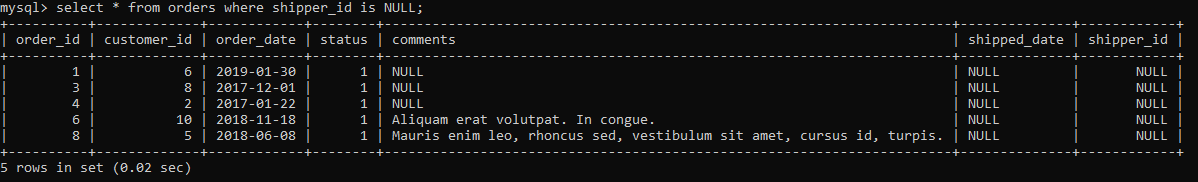 mysql> select * from orders where shipper_id is NULL;
+----------+-------------+------------+--------+----------------------------------------------------------------------+--------------+------------+
| order_id | customer_id | order_date | status | comments                                                             | shipped_date | shipper_id |
+----------+-------------+------------+--------+----------------------------------------------------------------------+--------------+------------+
|        1 |           6 | 2019-01-30 |      1 | NULL                                                                 | NULL         |       NULL |
|        3 |           8 | 2017-12-01 |      1 | NULL                                                                 | NULL         |       NULL |
|        4 |           2 | 2017-01-22 |      1 | NULL                                                                 | NULL         |       NULL |
|        6 |          10 | 2018-11-18 |      1 | Aliquam erat volutpat. In congue.                                    | NULL         |       NULL |
|        8 |           5 | 2018-06-08 |      1 | Mauris enim leo, rhoncus sed, vestibulum sit amet, cursus id, turpis. | NULL         |       NULL |
+----------+-------------+------------+--------+----------------------------------------------------------------------+--------------+------------+
5 rows in set (0.02 sec)